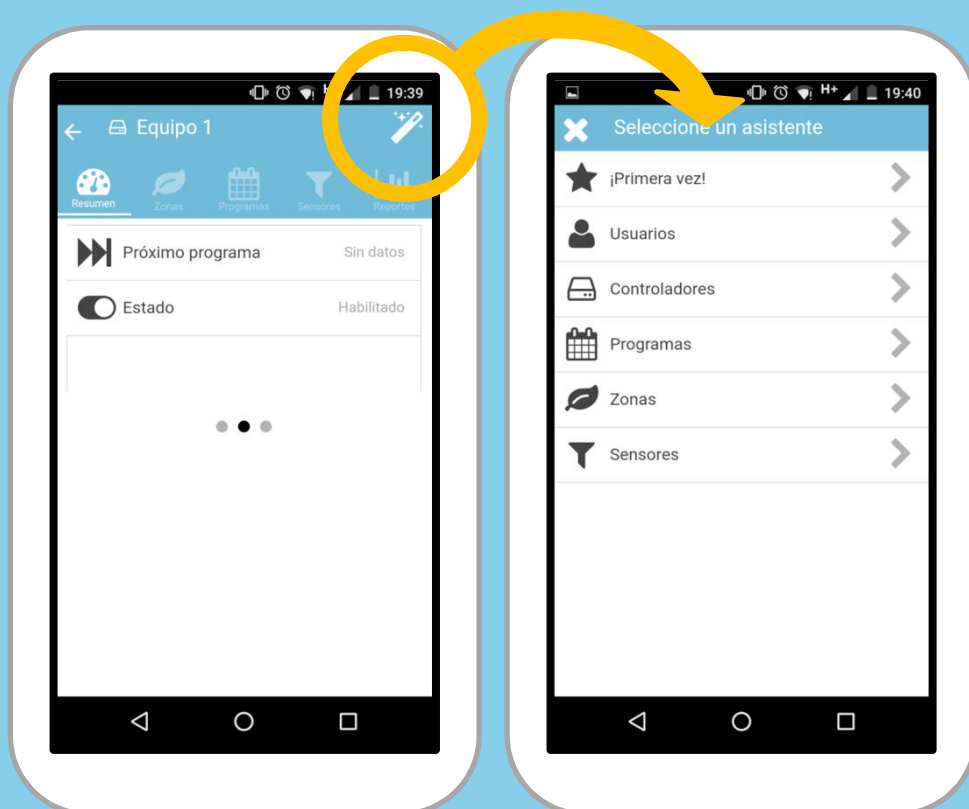 19:39
Equipo 1
Resumen
Zonas
Programas
Sensores
Reportes
Próximo programa
Sin datos
Estado
Habilitado
H+
19:40
Seleccione un asistente
¡Primera vez!
Usuarios
Controladores
Programas
Zonas
Sensores